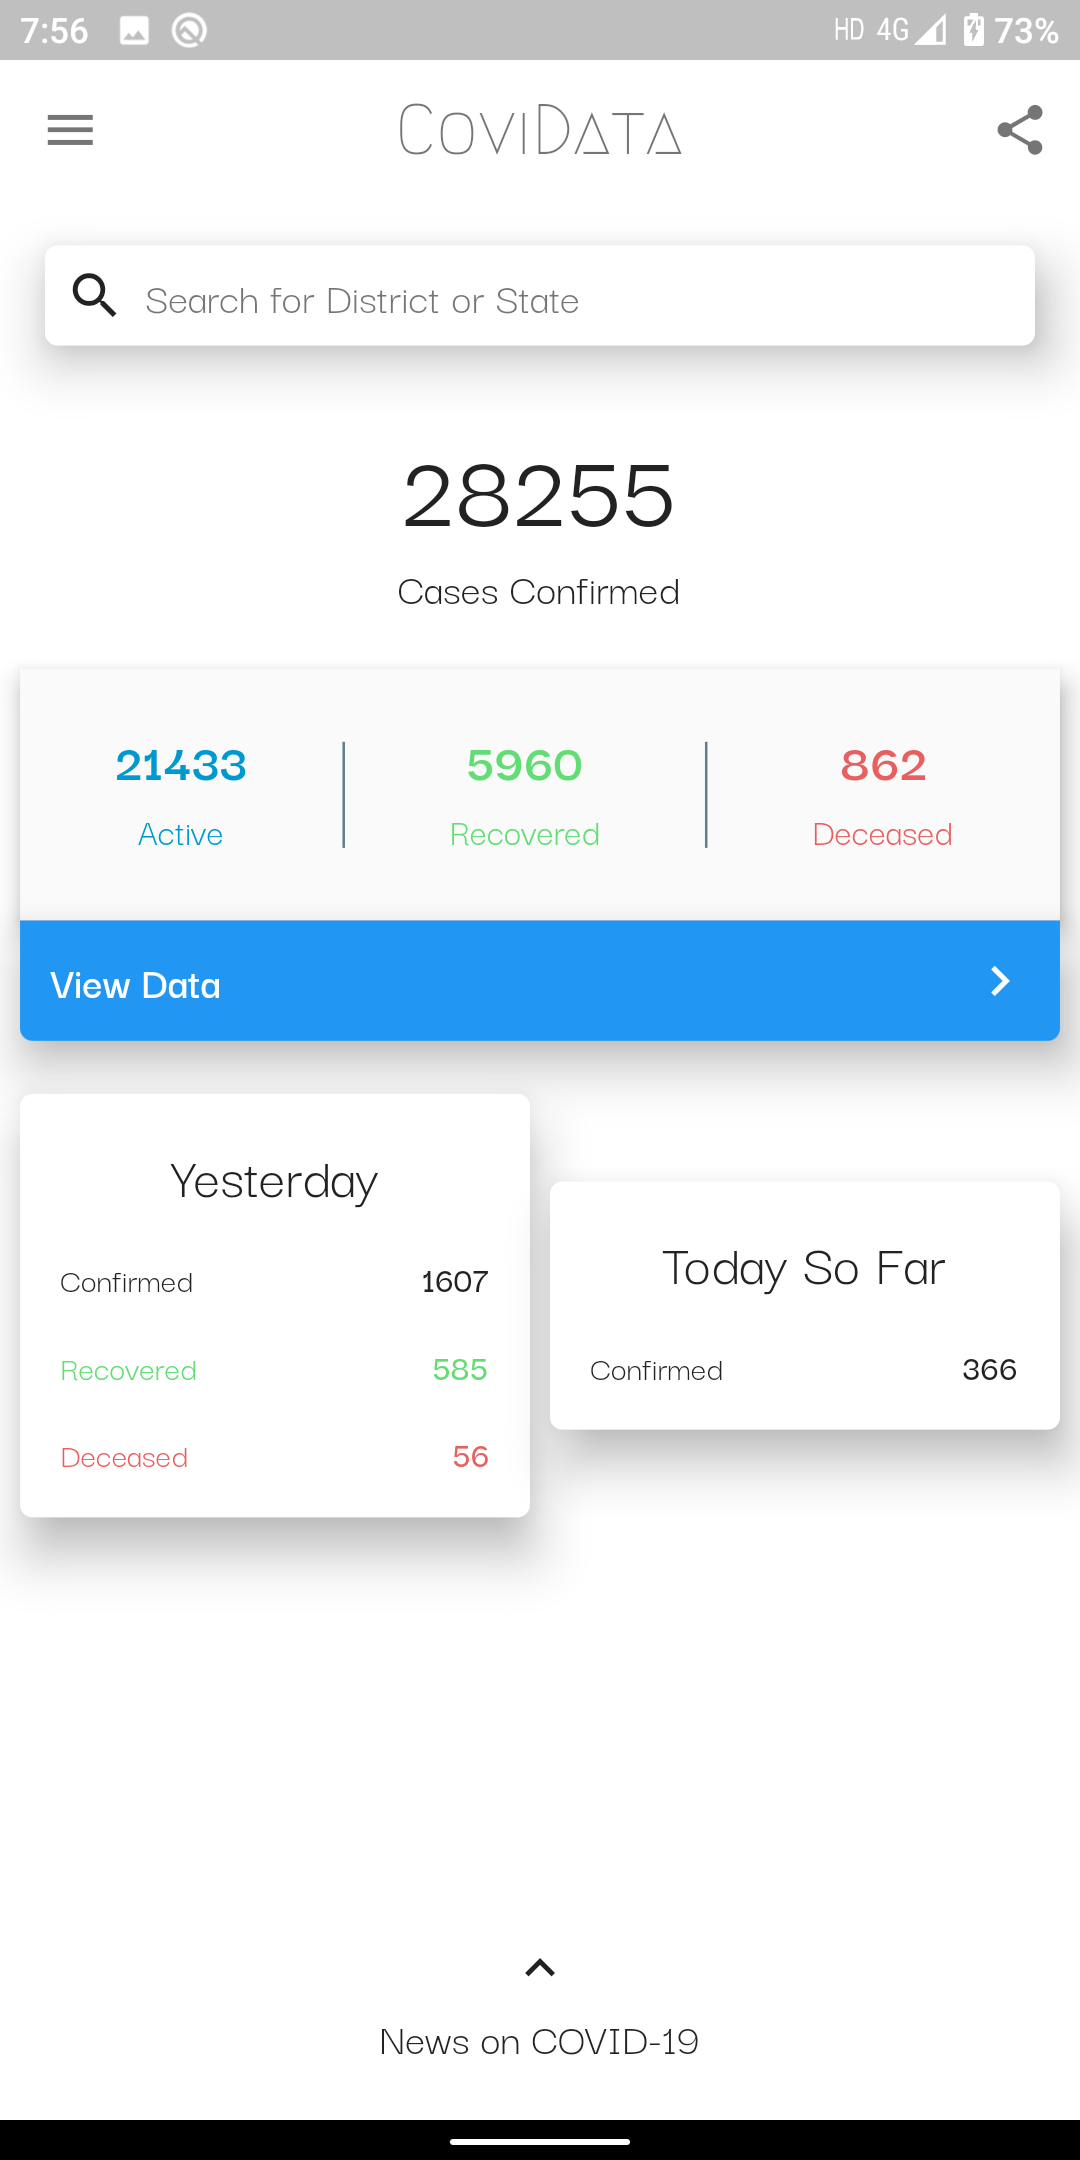 7:56 HD 4G 73%
CoviData
Search for District or State
28255
Cases Confirmed
21433 5960 862
Active Recovered Deceased
View Data
Yesterday
Confirmed 1607
Recovered 585
Deceased 56
Today So Far
Confirmed 366
News on COVID-19